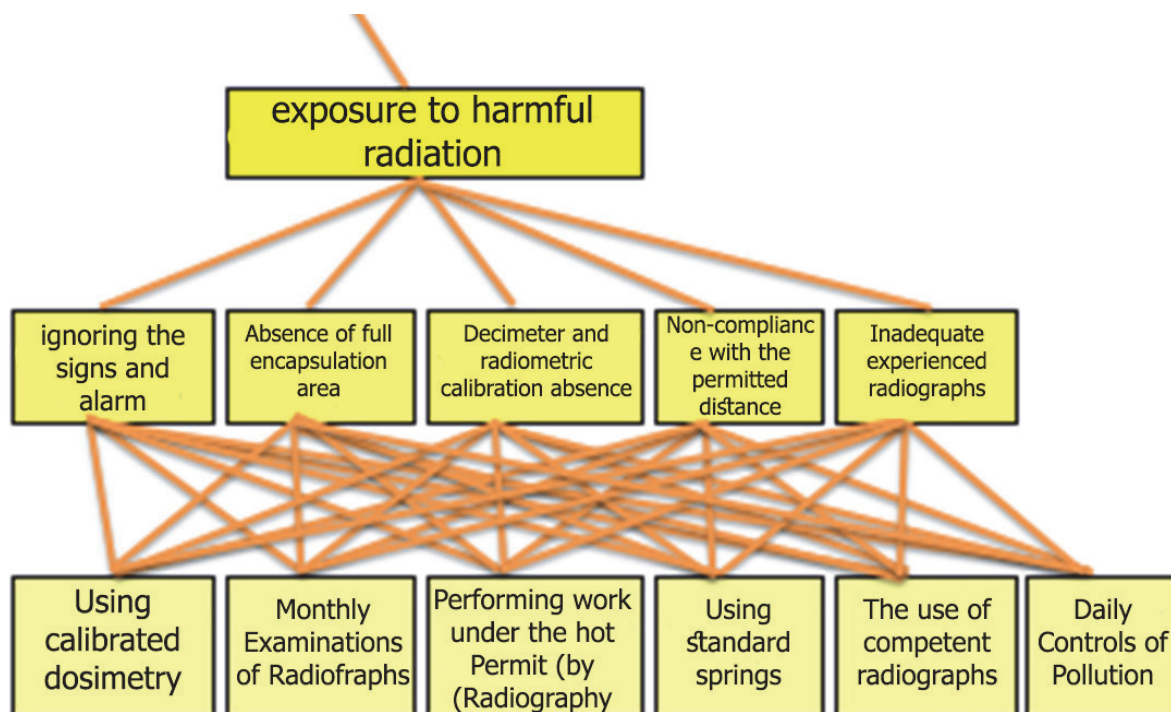 exposure to harmful
radiation
ignoring the
signs and
alarm
Absence of full
encapsulation
area
Decimeter and
radiometric
calibration absence
Non-complianc
e with the
permitted
distance
Inadequate
experienced
radiographs
Using
calibrated
dosimetry
Monthly
Examinations
of Radiofraphs
Performing work
under the hot
Permit (by
(Radiography
Using
standard
springs
The use of
competent
radiographs
Daily
Controls of
Pollution